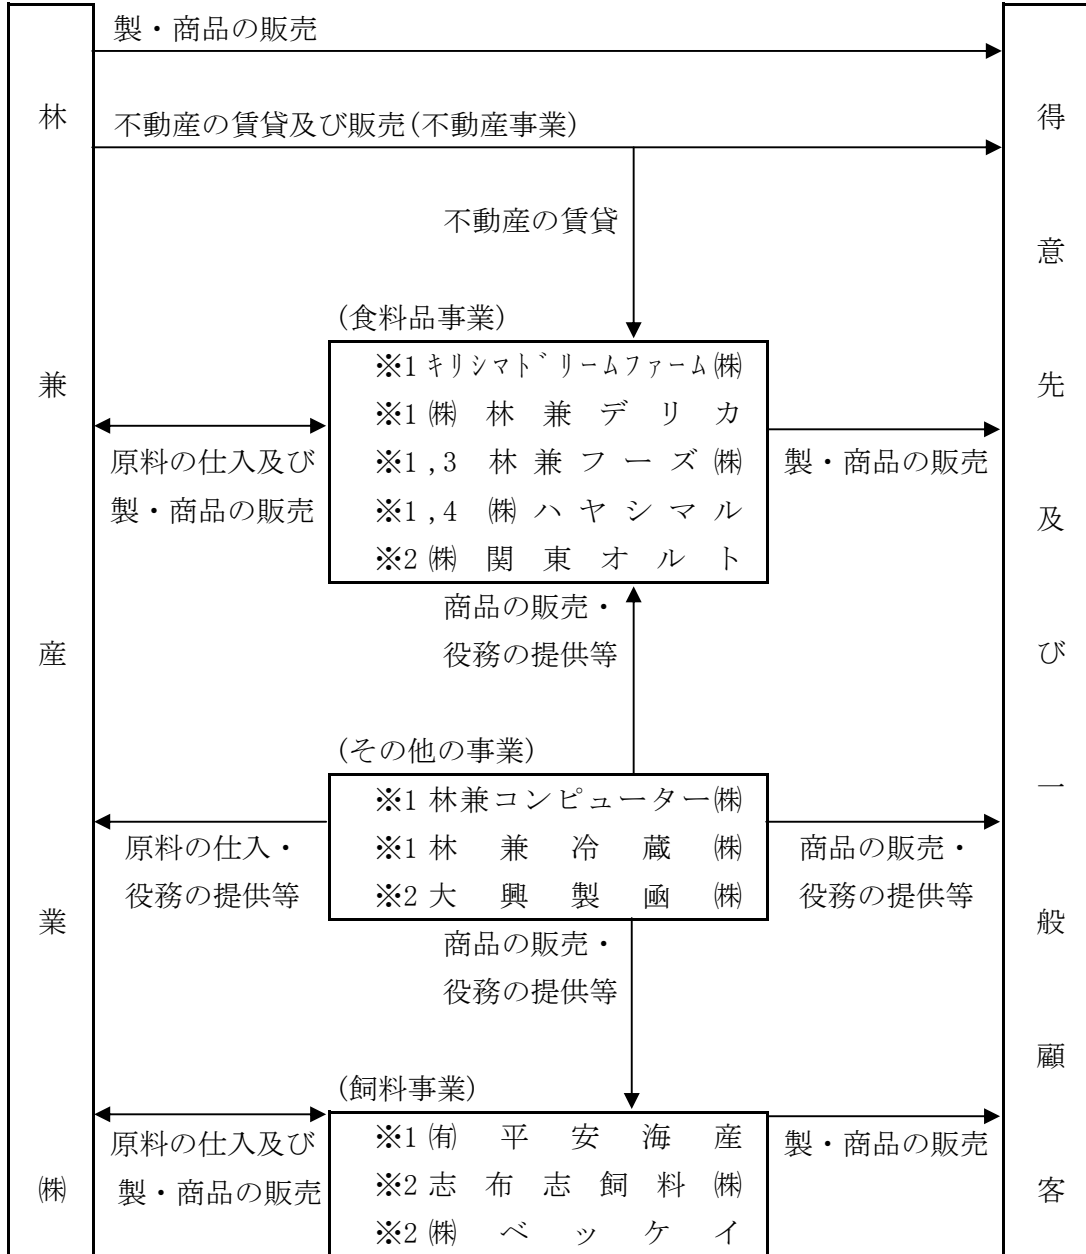 製・商品の販売
林兼産業㈱
得意先及び一般顧客
不動産の賃貸及び販売(不動産事業)
不動産の賃貸
(食料品事業)
※1 ｷﾘｼﾏﾄﾞﾘｰﾑﾌｧｰﾑ㈱
※1 ㈱林兼デリカ
※1,3 林兼フーズ㈱
※1,4 ㈱ハヤシマル
※2 ㈱関東オルト
原料の仕入及び
製・商品の販売
製・商品の販売
商品の販売・
役務の提供等
(その他の事業)
※1 林兼コンピューター㈱
※1 林兼冷蔵㈱
※2 大興製凾㈱
原料の仕入・
役務の提供等
商品の販売・
役務の提供等
商品の販売・
役務の提供等
(飼料事業)
※1 ㈲平安海産
※2 志布志飼料㈱
※2 ㈱ベッケイ
原料の仕入及び
製・商品の販売
製・商品の販売